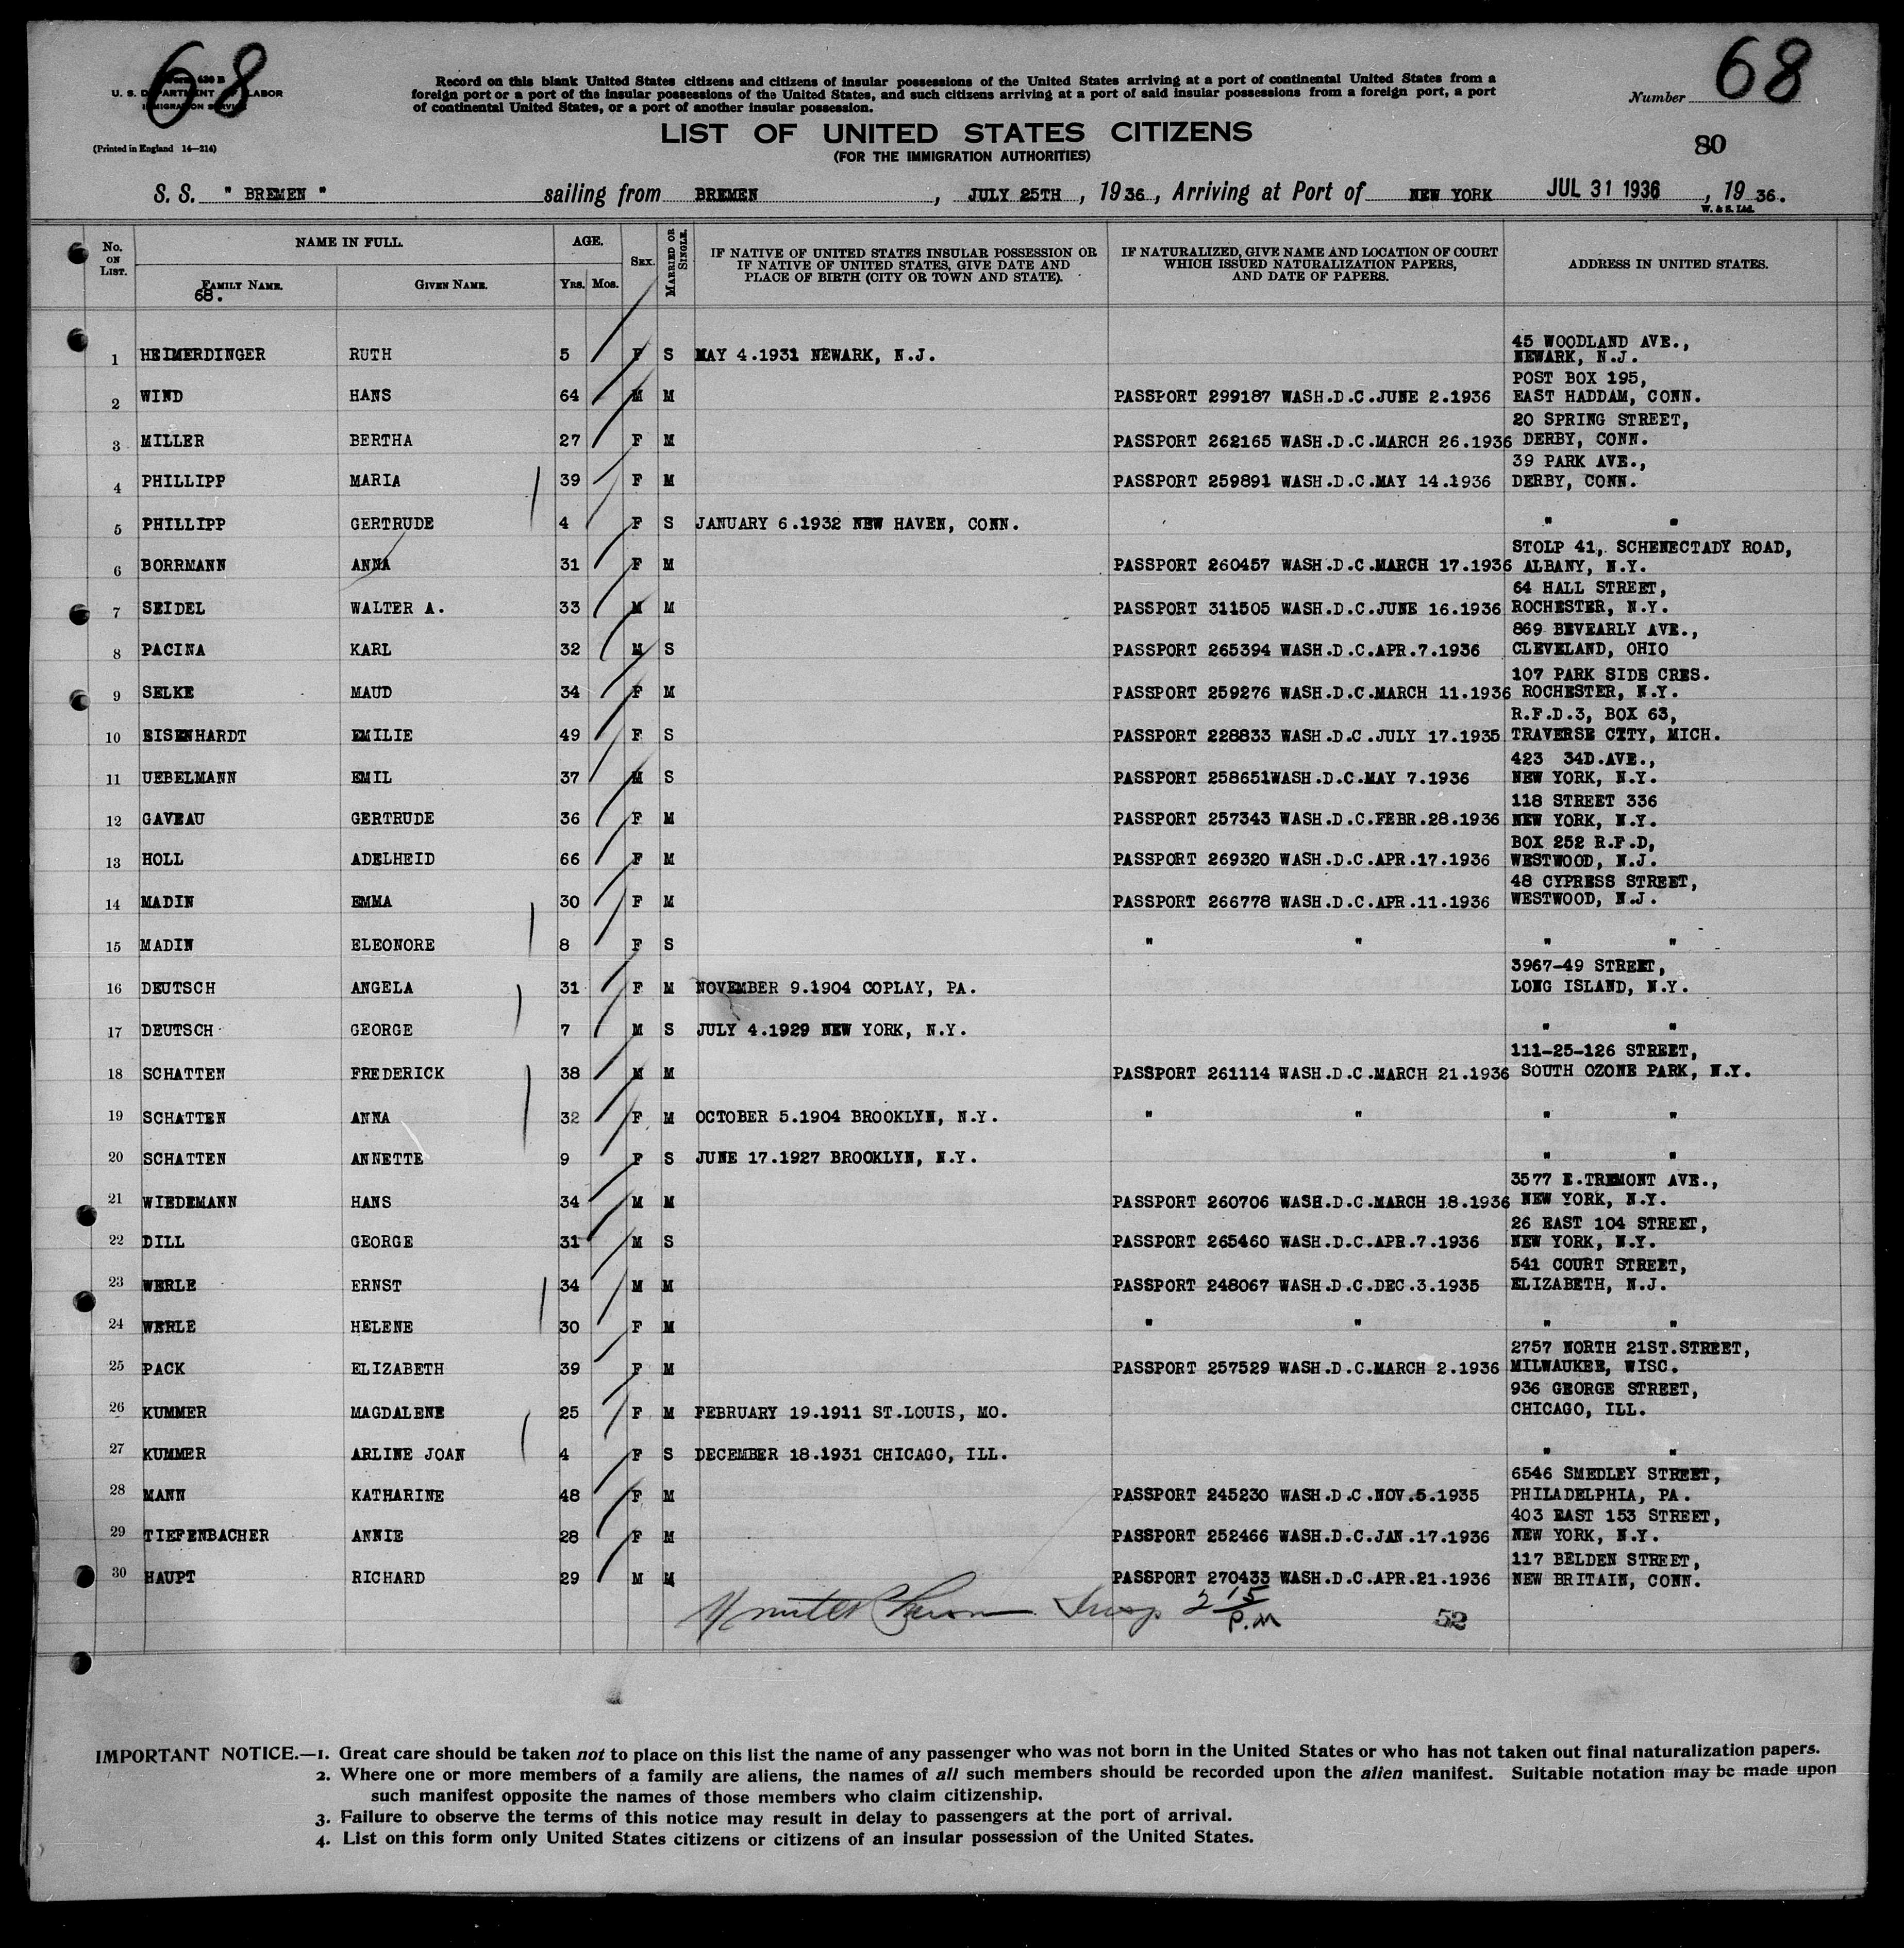 68
68
Form 630 B
U. S. DEPARTMENT OF LABOR
IMMIGRATION SERVICE
(Printed in England 14—214)
Record on this blank United States citizens and citizens of insular possessions of the United States arriving at a port of continental United States from a
foreign port or a port of the insular possessions of the United States, and such citizens arriving at a port of said insular possessions from a foreign port, a port
of continental United States, or a port of another insular possession.
Number
80
LIST OF UNITED STATES CITIZENS
(FOR THE IMMIGRATION AUTHORITIES)
S. S. " BREMEN " sailing from BREMEN , JULY 25TH , 1936 , Arriving at Port of NEW YORK JUL 31 1936 , 1936.
W. & S. Ltd.
No. ON LIST. NAME IN FULL. AGE. SEX. MARRIED OR SINGLE. IF NATIVE OF UNITED STATES INSULAR POSSESSION OR IF NATIVE OF UNITED STATES, GIVE DATE AND PLACE OF BIRTH (CITY OR TOWN AND STATE). IF NATURALIZED, GIVE NAME AND LOCATION OF COURT WHICH ISSUED NATURALIZATION PAPERS, AND DATE OF PAPERS. ADDRESS IN UNITED STATES.
FAMILY NAME. GIVEN NAME. YRS. MOS.
68.
45 WOODLAND AVE.,
1 HEIMERDINGER RUTH 5 F S MAY 4.1931 NEWARK, N.J. NEWARK, N.J.
POST BOX 195,
2 WIND HANS 64 M M PASSPORT 299187 WASH.D.C.JUNE 2.1936 EAST HADDAM, CONN.
20 SPRING STREET,
3 MILLER BERTHA 27 F M PASSPORT 262165 WASH.D.C.MARCH 26.1936 DERBY, CONN.
39 PARK AVE.,
4 PHILLIPP MARIA 39 F M PASSPORT 259891 WASH.D.C.MAY 14.1936 DERBY, CONN.
5 PHILLIPP GERTRUDE 4 F S JANUARY 6.1932 NEW HAVEN, CONN. " "
STOLP 41, SCHENECTADY ROAD,
6 BORRMANN ANNA 31 F M PASSPORT 260457 WASH.D.C.MARCH 17.1936 ALBANY, N.Y.
64 HALL STREET,
7 SEIDEL WALTER A. 33 M M PASSPORT 311505 WASH.D.C.JUNE 16.1936 ROCHESTER, N.Y.
869 BEVEARLY AVE.,
8 PACINA KARL 32 M S PASSPORT 265394 WASH.D.C.APR.7.1936 CLEVELAND, OHIO
107 PARK SIDE CRES.
9 SELKE MAUD 34 F M PASSPORT 259276 WASH.D.C.MARCH 11.1936 ROCHESTER, N.Y.
R.F.D.3, BOX 63,
10 EISENHARDT EMILIE 49 F S PASSPORT 228833 WASH.D.C.JULY 17.1935 TRAVERSE CITY, MICH.
423 34D.AVE.,
11 UEBELMANN EMIL 37 M S PASSPORT 258651WASH.D.C.MAY 7.1936 NEW YORK, N.Y.
118 STREET 336
12 GAVEAU GERTRUDE 36 F M PASSPORT 257343 WASH.D.C.FEBR.28.1936 NEW YORK, N.Y.
BOX 252 R.F.D,
13 HOLL ADELHEID 66 F M PASSPORT 269320 WASH.D.C.APR.17.1936 WESTWOOD, N.J.
48 CYPRESS STREET,
14 MADIN EMMA 30 F M PASSPORT 266778 WASH.D.C.APR.11.1936 WESTWOOD, N.J.
15 MADIN ELEONORE 8 F S " " " "
3967-49 STREET,
16 DEUTSCH ANGELA 31 F M NOVEMBER 9.1904 COPLAY, PA. LONG ISLAND, N.Y.
17 DEUTSCH GEORGE 7 M S JULY 4.1929 NEW YORK, N.Y. " "
111-25-126 STREET,
18 SCHATTEN FREDERICK 38 M M PASSPORT 261114 WASH.D.C.MARCH 21.1936 SOUTH OZONE PARK, N.Y.
19 SCHATTEN ANNA 32 F M OCTOBER 5.1904 BROOKLYN, N.Y. " " " "
20 SCHATTEN ANNETTE 9 F S JUNE 17.1927 BROOKLYN, N.Y. " "
3577 E.TREMONT AVE.,
21 WIEDEMANN HANS 34 M M PASSPORT 260706 WASH.D.C.MARCH 18.1936 NEW YORK, N.Y.
26 EAST 104 STREET,
22 DILL GEORGE 31 M S PASSPORT 265460 WASH.D.C.APR.7.1936 NEW YORK, N.Y.
541 COURT STREET,
23 WERLE ERNST 34 M M PASSPORT 248067 WASH.D.C.DEC.3.1935 ELIZABETH, N.J.
24 WERLE HELENE 30 F M " " " "
2757 NORTH 21ST.STREET,
25 PACK ELIZABETH 39 F M PASSPORT 257529 WASH.D.C.MARCH 2.1936 MILWAUKEE, WISC.
936 GEORGE STREET,
26 KUMMER MAGDALENE 25 F M FEBRUARY 19.1911 ST.LOUIS, MO. CHICAGO, ILL.
27 KUMMER ARLINE JOAN 4 F S DECEMBER 18.1931 CHICAGO, ILL. " "
6546 SMEDLEY STREET,
28 MANN KATHARINE 48 F M PASSPORT 245230 WASH.D.C.NOV.5.1935 PHILADELPHIA, PA.
403 EAST 153 STREET,
29 TIEFENBACHER ANNIE 28 F M PASSPORT 252466 WASH.D.C.JAN.17.1936 NEW YORK, N.Y.
117 BELDEN STREET,
30 HAUPT RICHARD 29 M M PASSPORT 270433 WASH.D.C.APR.21.1936 NEW BRITAIN, CONN.
Insp 2 15
P.M
52
IMPORTANT NOTICE.—1. Great care should be taken not to place on this list the name of any passenger who was not born in the United States or who has not taken out final naturalization papers.
2. Where one or more members of a family are aliens, the names of all such members should be recorded upon the alien manifest. Suitable notation may be made upon
such manifest opposite the names of those members who claim citizenship.
3. Failure to observe the terms of this notice may result in delay to passengers at the port of arrival.
4. List on this form only United States citizens or citizens of an insular possession of the United States.